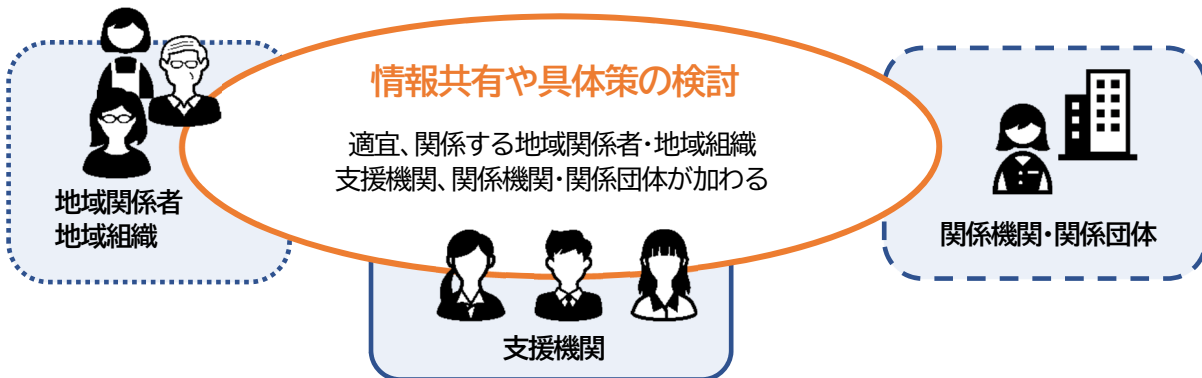 情報共有や具体策の検討
適宜、関係する地域関係者・地域組織
支援機関、関係機関・関係団体が加わる
地域関係者
地域組織
関係機関・関係団体
支援機関